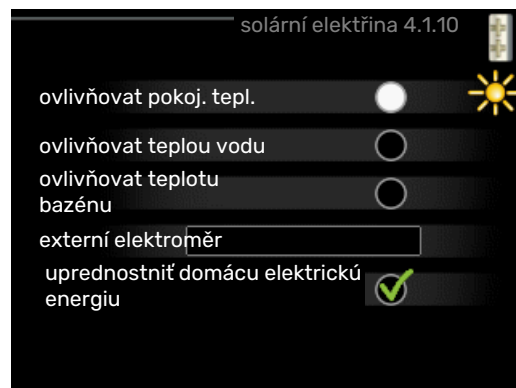 solární elektřina 4.1.10
ovlivňovat pokoj. tepl.
ovlivňovat teplou vodu
ovlivňovat teplotu
bazénu
externí elektroměr
uprednostniť domácu elektrickú
energiu